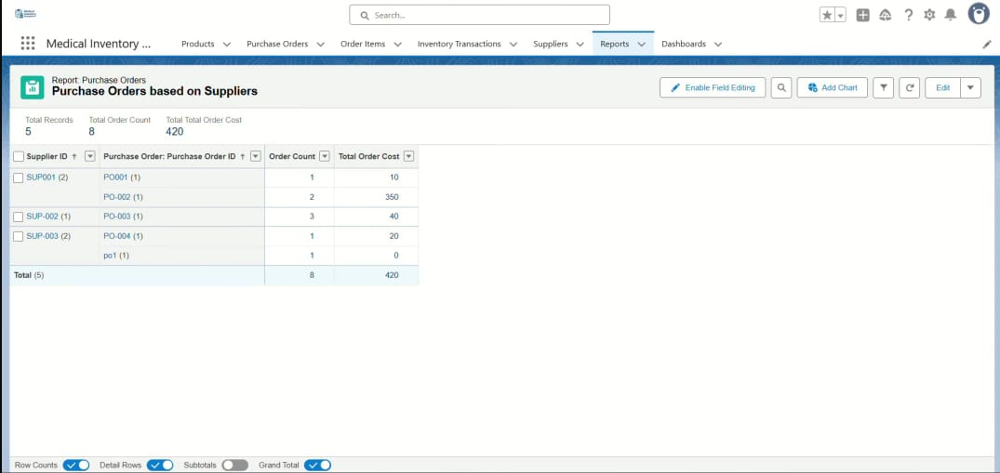 Search...
Medical Inventory ...
Products
Purchase Orders
Order Items
Inventory Transactions
Suppliers
Reports
Dashboards
Report: Purchase Orders
Purchase Orders based on Suppliers
Enable Field Editing
Add Chart
Edit
Total Records
Total Order Count
Total Total Order Cost
5
8
420
Supplier ID ↑
Purchase Order: Purchase Order ID ↑
Order Count
Total Order Cost
SUP001 (2)
PO001 (1)
1
10
PO-002 (1)
2
350
SUP-002 (1)
PO-003 (1)
3
40
SUP-003 (2)
PO-004 (1)
1
20
po1 (1)
1
0
Total (5)
8
420
Row Counts
Detail Rows
Subtotals
Grand Total